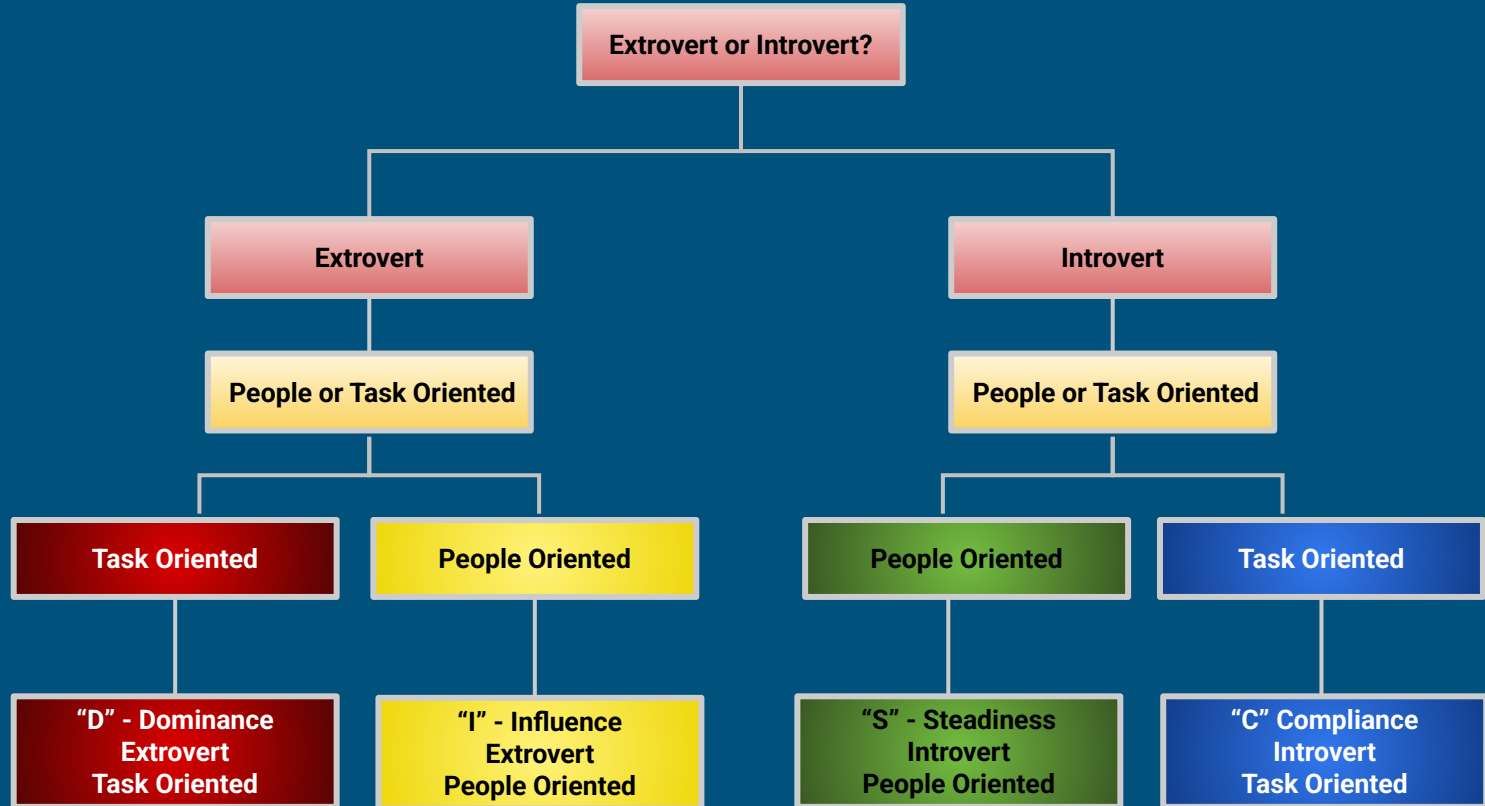 Extrovert or Introvert?
Extrovert
Introvert
People or Task Oriented
People or Task Oriented
Task Oriented
People Oriented
People Oriented
Task Oriented
“D” - Dominance
Extrovert
Task Oriented
“I” - Influence
Extrovert
People Oriented
“S” - Steadiness
Introvert
People Oriented
“C” Compliance
Introvert
Task Oriented